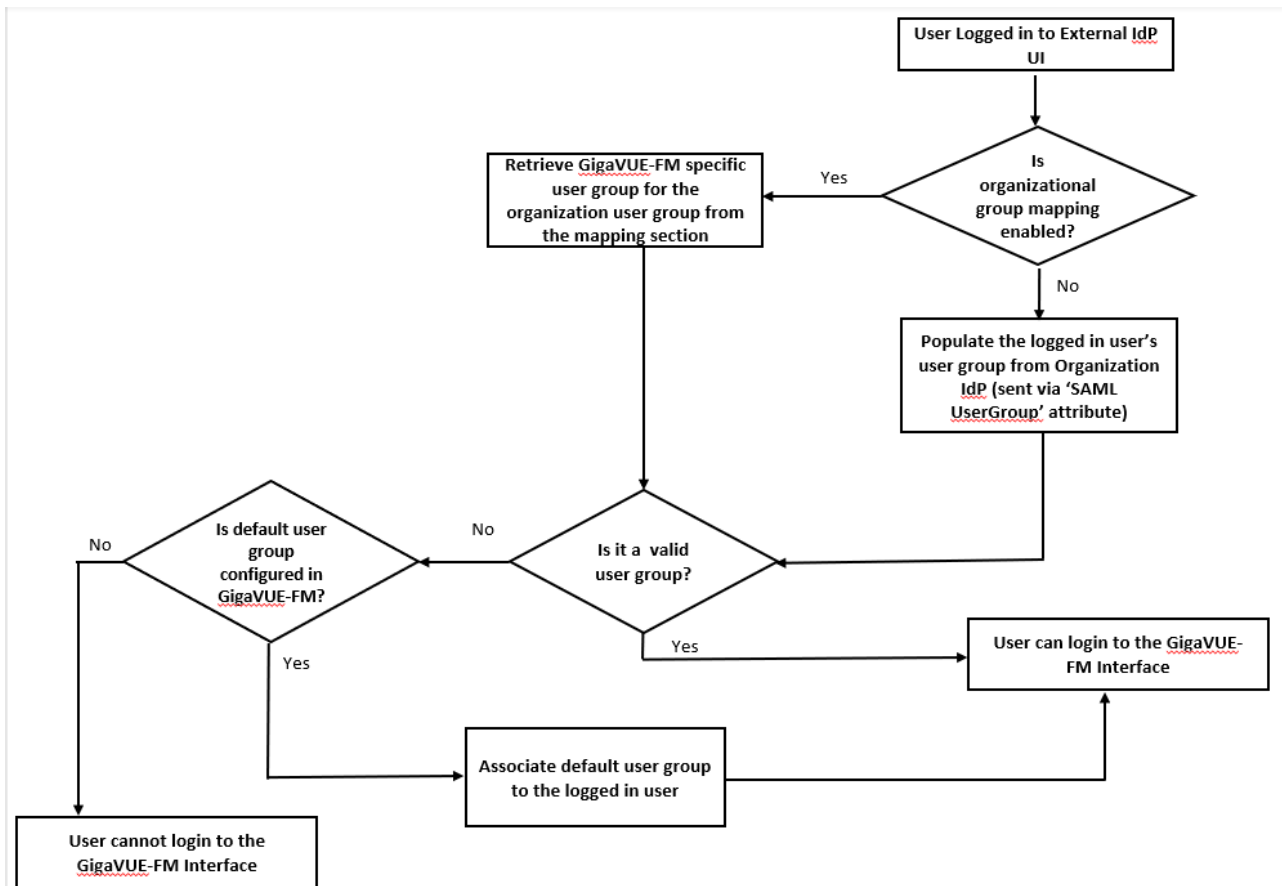 User Logged in to External IdP
UI
Is
organizational
group mapping
enabled?
Yes
Retrieve GigaVUE-FM specific
user group for the
organization user group from
the mapping section
No
Populate the logged in user's
user group from Organization
IdP (sent via 'SAML
UserGroup' attribute)
Is it a valid
user group?
No
Is default user
group
configured in
GigaVUE-FM?
No
Yes
Yes
User can login to the GigaVUE-
FM Interface
Associate default user group
to the logged in user
User cannot login to the
GigaVUE-FM Interface